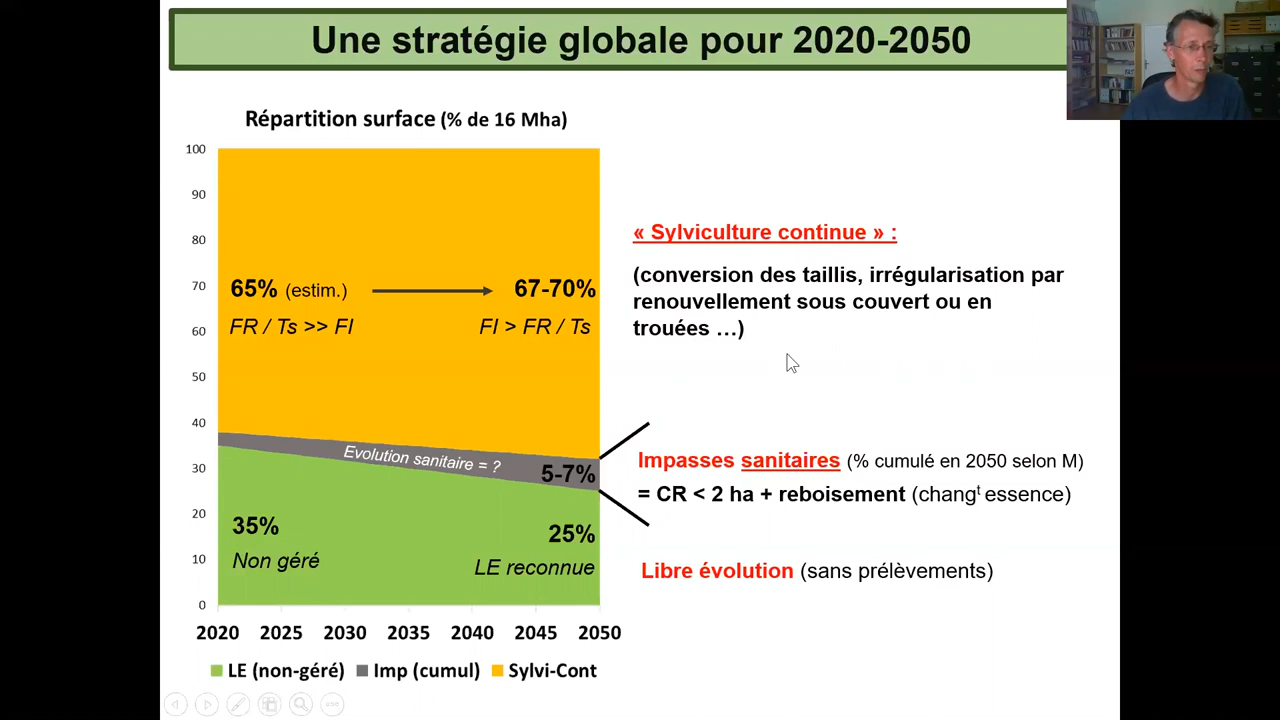 Une stratégie globale pour 2020-2050
Répartition surface (% de 16 Mha)
100
90
80
70
60
50
40
30
20
10
0
65% (estim.)
67-70%
FR / Ts >> FI
FI > FR / Ts
Evolution sanitaire = ?
5-7%
35%
Non géré
25%
LE reconnue
2020 2025 2030 2035 2040 2045 2050
LE (non-géré) Imp (cumul) Sylvi-Cont
« Sylviculture continue » :
(conversion des taillis, irrégularisation par
renouvellement sous couvert ou en
trouées …)
Impasses sanitaires (% cumulé en 2050 selon M)
= CR < 2 ha + reboisement (changᵗ essence)
Libre évolution (sans prélèvements)